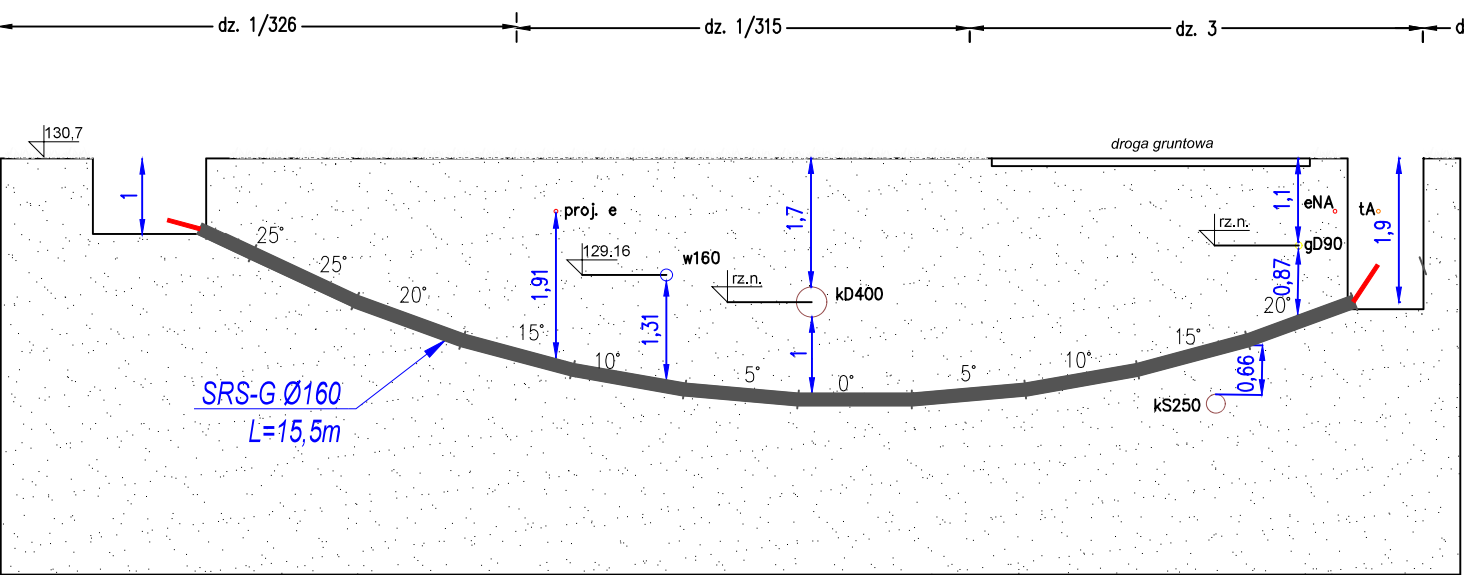 dz. 1/326
dz. 1/315
dz. 3
d
130,7
droga gruntowa
1
1,7
1,1
eNA
tA
1,9
proj. e
rz.n.
gD90
25°
25°
20°
15°
10°
5°
0°
5°
10°
15°
20°
1,91
129.16
w160
1,31
rz.n.
kD400
1
0,87
0,66
kS250
SRS-G Ø160
L=15,5m